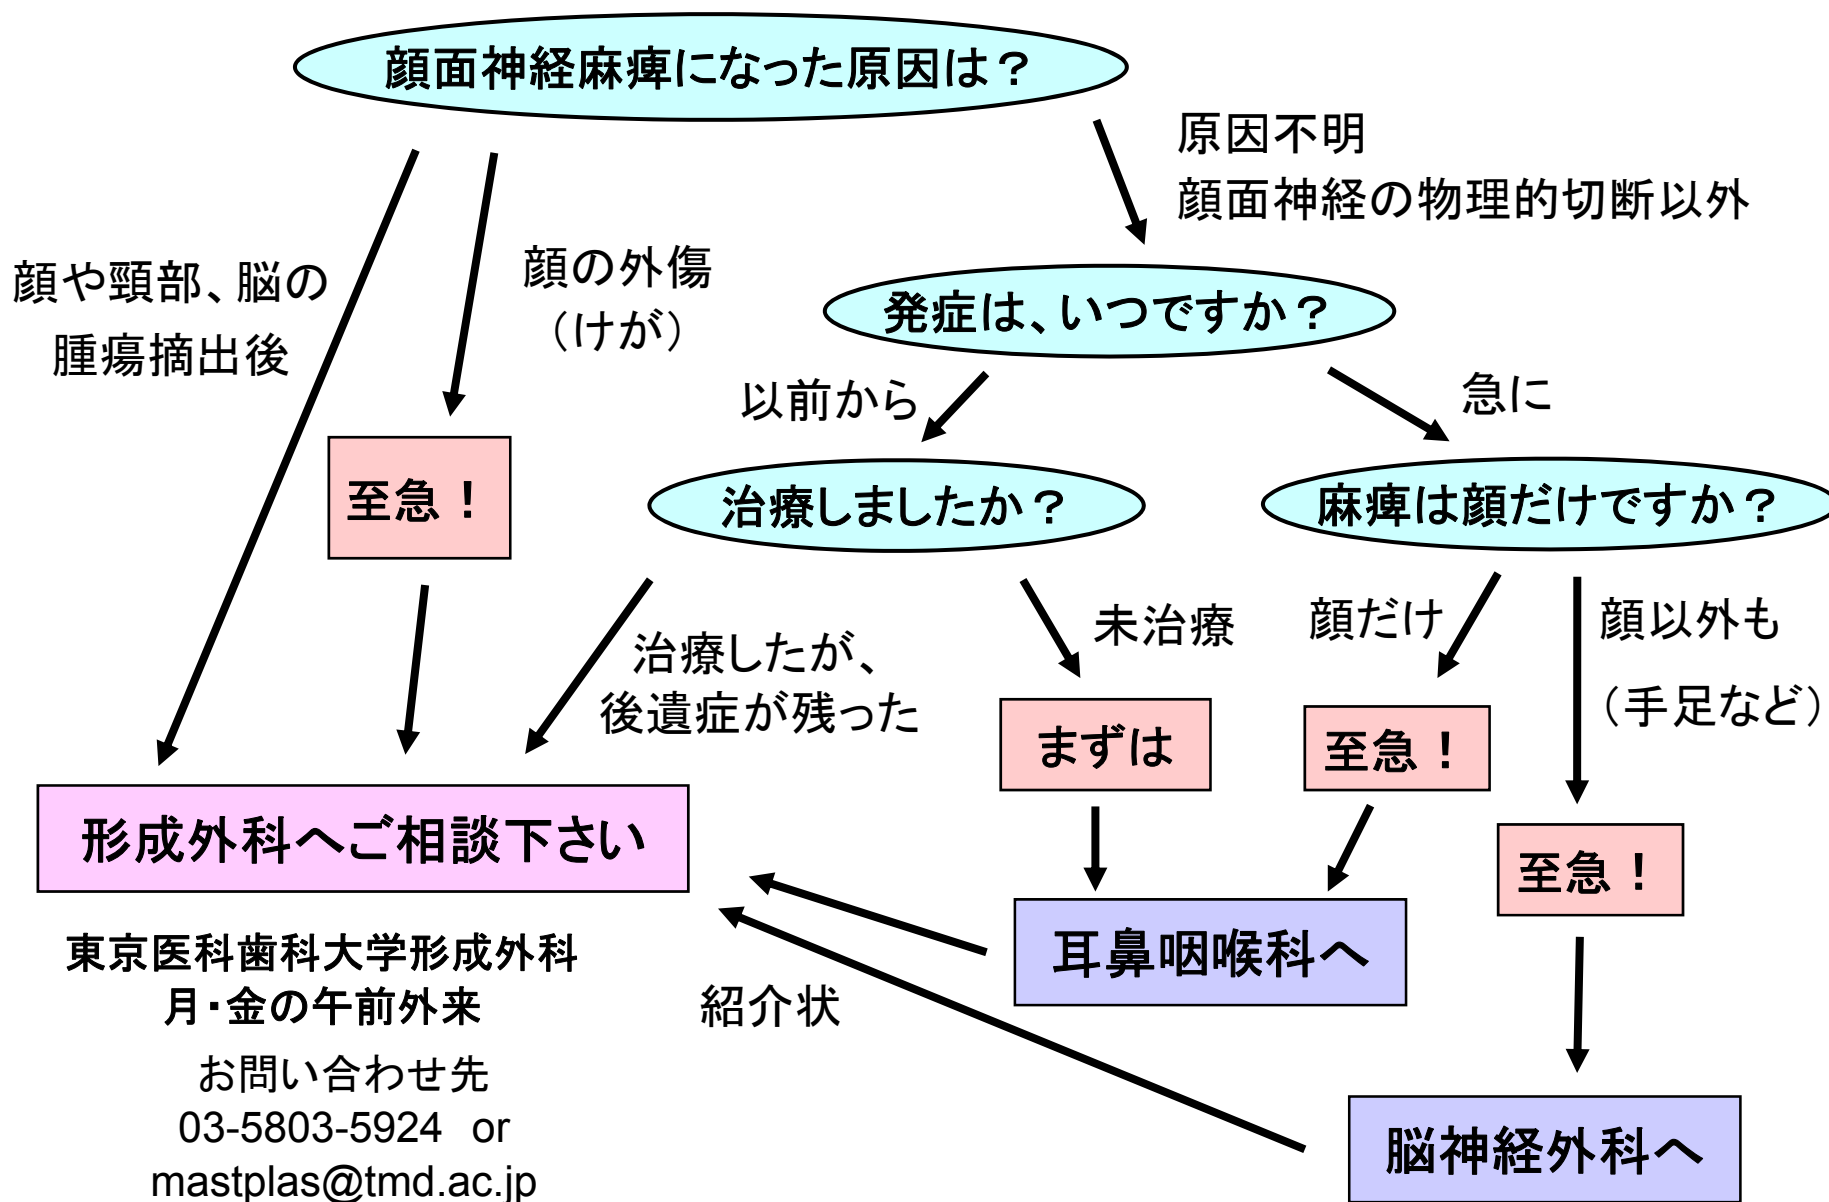 顔面神経麻痺になった原因は？
原因不明
顔面神経の物理的切断以外
顔や頸部、脳の
腫瘍摘出後
顔の外傷
（けが）
発症は、いつですか？
以前から
急に
至急！
治療しましたか？
麻痺は顔だけですか？
治療したが、
後遺症が残った
未治療
顔だけ
顔以外も
（手足など）
まずは
至急！
至急！
形成外科へご相談下さい
耳鼻咽喉科へ
東京医科歯科大学形成外科
月・金の午前外来
紹介状
お問い合わせ先
03-5803-5924 or
mastplas@tmd.ac.jp
脳神経外科へ